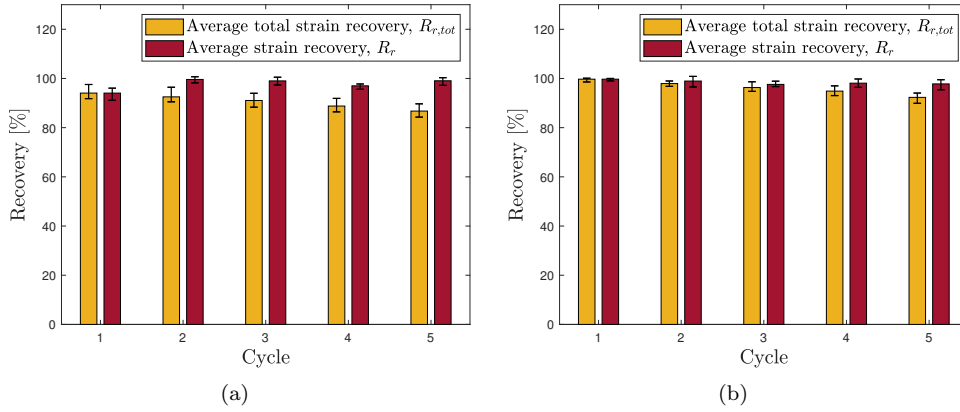 Average total strain recovery, R_{r,tot}
Average strain recovery, R_r
120
100
80
60
40
20
0
Recovery [%]
1 2 3 4 5
Cycle
(a)
Average total strain recovery, R_{r,tot}
Average strain recovery, R_r
120
100
80
60
40
20
0
Recovery [%]
1 2 3 4 5
Cycle
(b)